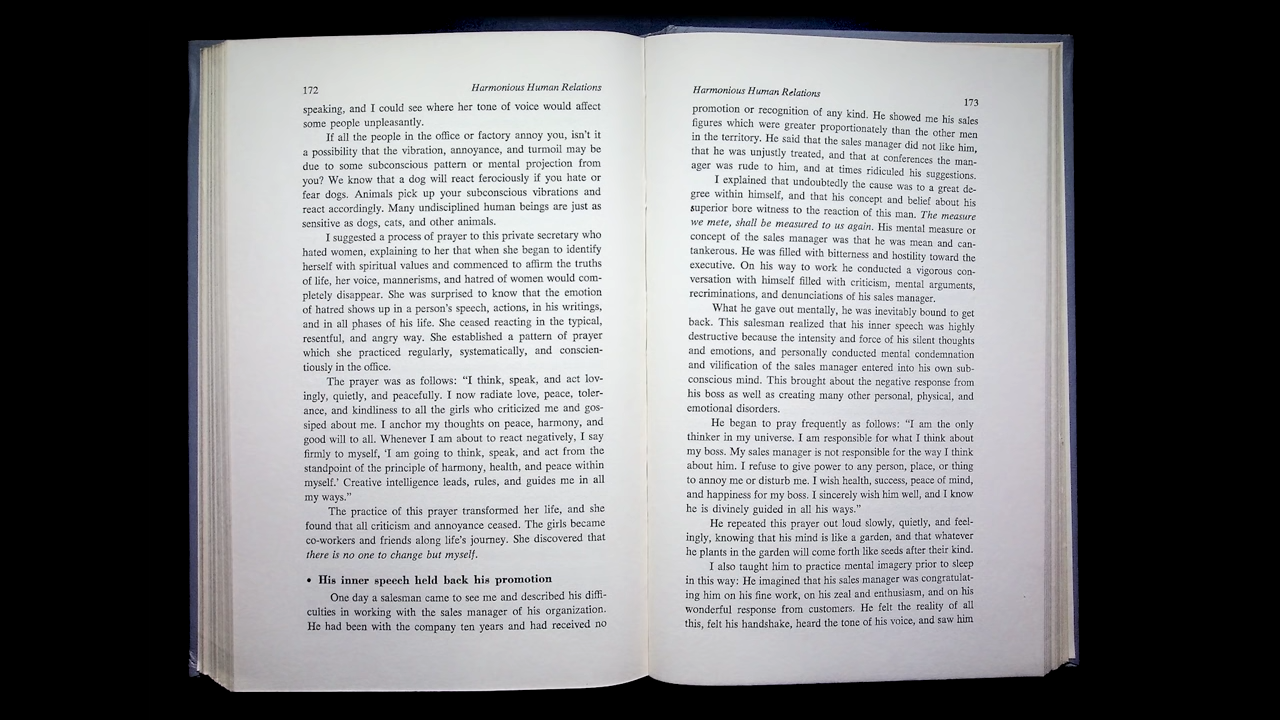 172
Harmonious Human Relations
speaking, and I could see where her tone of voice would affect
some people unpleasantly.
If all the people in the office or factory annoy you, isn't it
a possibility that the vibration, annoyance, and turmoil may be
due to some subconscious pattern or mental projection from
you? We know that a dog will react ferociously if you hate or
fear dogs. Animals pick up your subconscious vibrations and
react accordingly. Many undisciplined human beings are just as
sensitive as dogs, cats, and other animals.
I suggested a process of prayer to this private secretary who
hated women, explaining to her that when she began to identify
herself with spiritual values and commenced to affirm the truths
of life, her voice, mannerisms, and hatred of women would com-
pletely disappear. She was surprised to know that the emotion
of hatred shows up in a person's speech, actions, in his writings,
and in all phases of his life. She ceased reacting in the typical,
resentful, and angry way. She established a pattern of prayer
which she practiced regularly, systematically, and conscien-
tiously in the office.
The prayer was as follows: "I think, speak, and act lov-
ingly, quietly, and peacefully. I now radiate love, peace, toler-
ance, and kindliness to all the girls who criticized me and gos-
siped about me. I anchor my thoughts on peace, harmony, and
good will to all. Whenever I am about to react negatively, I say
firmly to myself, 'I am going to think, speak, and act from the
standpoint of the principle of harmony, health, and peace within
myself.' Creative intelligence leads, rules, and guides me in all
my ways."
The practice of this prayer transformed her life, and she
found that all criticism and annoyance ceased. The girls became
co-workers and friends along life's journey. She discovered that
there is no one to change but myself.
• His inner speech held back his promotion
One day a salesman came to see me and described his diffi-
culties in working with the sales manager of his organization.
He had been with the company ten years and had received no
Harmonious Human Relations
173
promotion or recognition of any kind. He showed me his sales
figures which were greater proportionately than the other men
in the territory. He said that the sales manager did not like him,
that he was unjustly treated, and that at conferences the man-
ager was rude to him, and at times ridiculed his suggestions.
I explained that undoubtedly the cause was to a great de-
gree within himself, and that his concept and belief about his
superior bore witness to the reaction of this man. The measure
we mete, shall be measured to us again. His mental measure or
concept of the sales manager was that he was mean and can-
tankerous. He was filled with bitterness and hostility toward the
executive. On his way to work he conducted a vigorous con-
versation with himself filled with criticism, mental arguments,
recriminations, and denunciations of his sales manager.
What he gave out mentally, he was inevitably bound to get
back. This salesman realized that his inner speech was highly
destructive because the intensity and force of his silent thoughts
and emotions, and personally conducted mental condemnation
and vilification of the sales manager entered into his own sub-
conscious mind. This brought about the negative response from
his boss as well as creating many other personal, physical, and
emotional disorders.
He began to pray frequently as follows: "I am the only
thinker in my universe. I am responsible for what I think about
my boss. My sales manager is not responsible for the way I think
about him. I refuse to give power to any person, place, or thing
to annoy me or disturb me. I wish health, success, peace of mind,
and happiness for my boss. I sincerely wish him well, and I know
he is divinely guided in all his ways."
He repeated this prayer out loud slowly, quietly, and feel-
ingly, knowing that his mind is like a garden, and that whatever
he plants in the garden will come forth like seeds after their kind.
I also taught him to practice mental imagery prior to sleep
in this way: He imagined that his sales manager was congratulat-
ing him on his fine work, on his zeal and enthusiasm, and on his
wonderful response from customers. He felt the reality of all
this, felt his handshake, heard the tone of his voice, and saw him